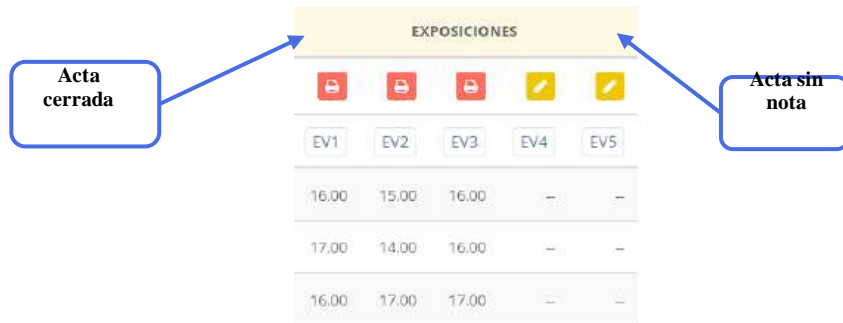 EXPOSICIONES
Acta
cerrada
Acta sin
nota
EV1 EV2 EV3 EV4 EV5
16.00 15.00 16.00 -- --
17.00 14.00 16.00 -- --
16.00 17.00 17.00 -- --